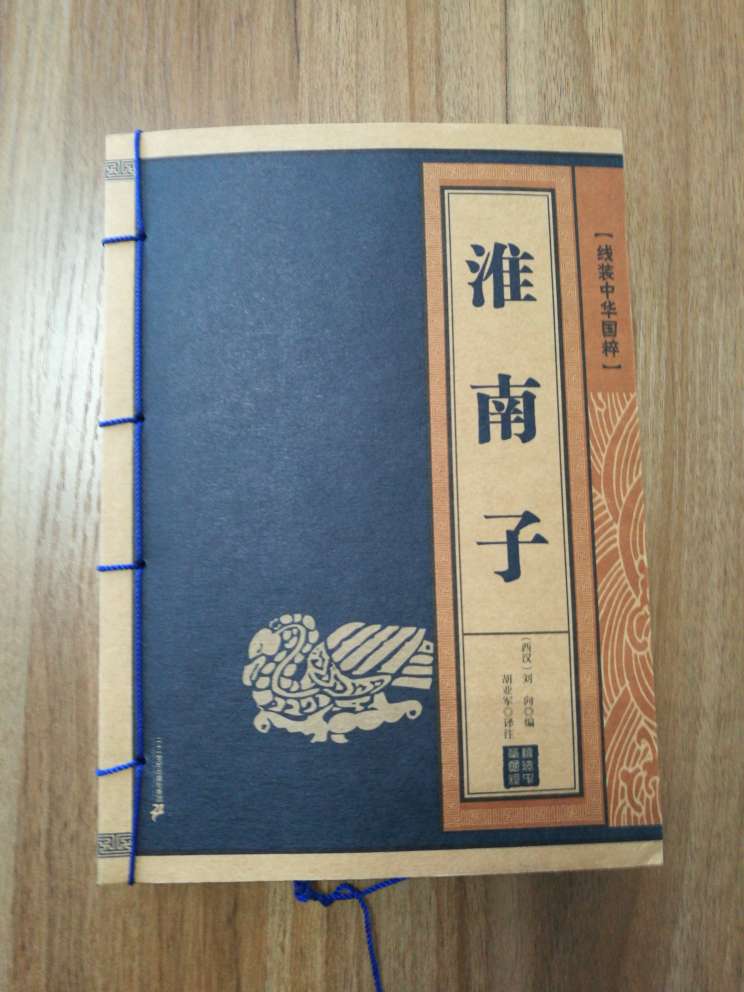 【线装中华国粹】
淮南子
（西汉）刘向◎编
胡亚军◎译注